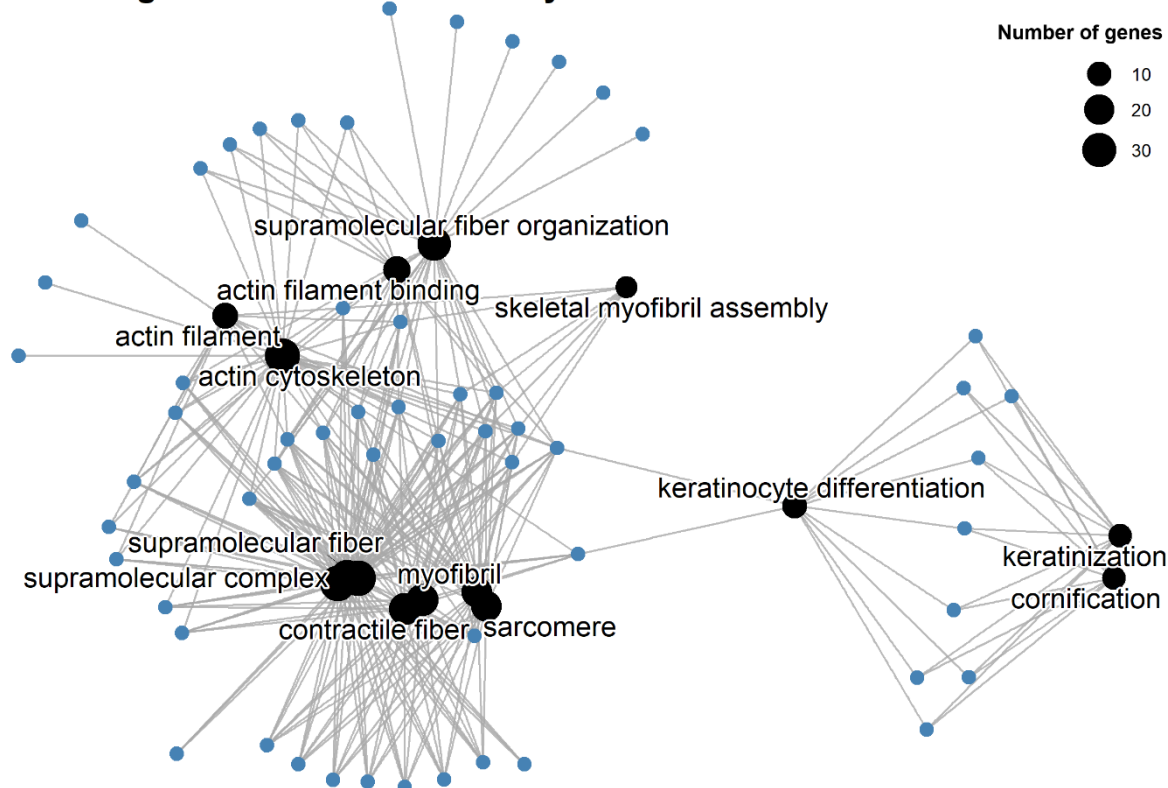 Number of genes
10
20
30
supramolecular fiber organization
actin filament binding
skeletal myofibril assembly
actin filament
actin cytoskeleton
keratinocyte differentiation
supramolecular fiber
keratinization
supramolecular complex
myofibril
cornification
contractile fiber
sarcomere